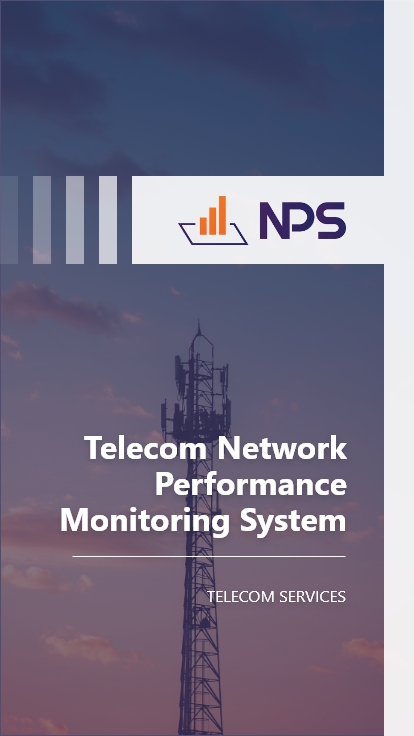 NPS
Telecom Network
Performance
Monitoring System
TELECOM SERVICES